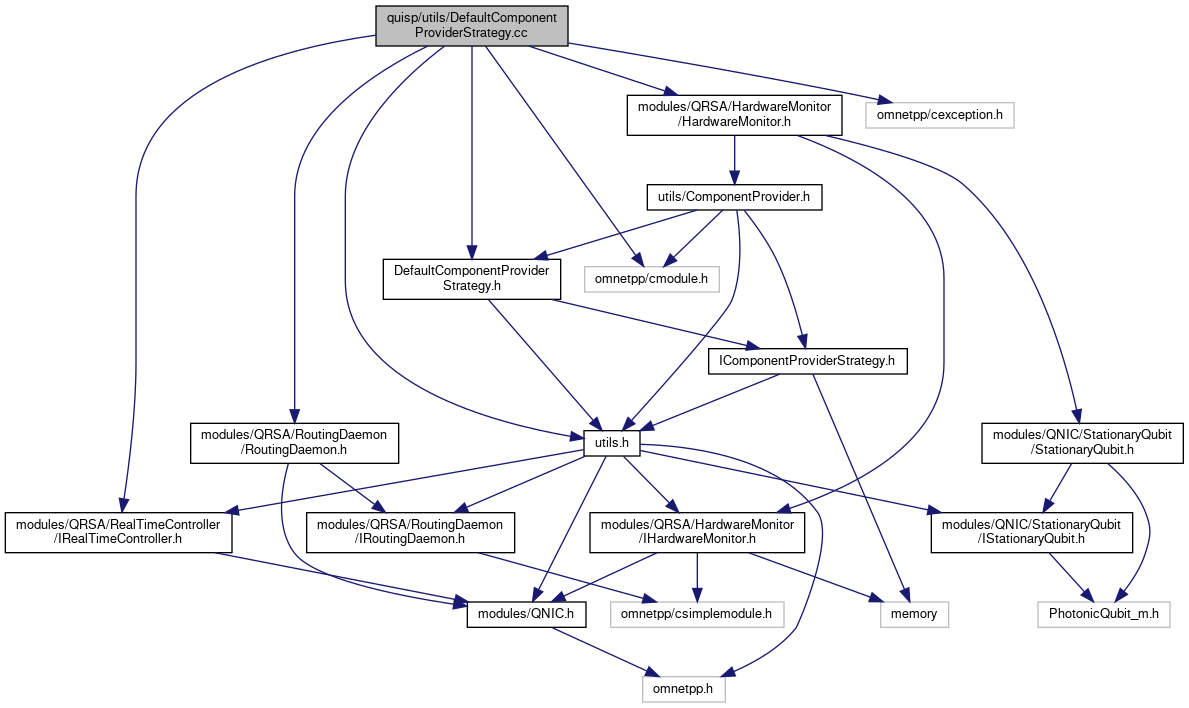 quisp/utils/DefaultComponent
ProviderStrategy.cc
modules/QRSA/HardwareMonitor
/HardwareMonitor.h
omnetpp/cexception.h
utils/ComponentProvider.h
DefaultComponentProvider
Strategy.h
omnetpp/cmodule.h
IComponentProviderStrategy.h
modules/QRSA/RoutingDaemon
/RoutingDaemon.h
utils.h
modules/QNIC/StationaryQubit
/StationaryQubit.h
modules/QRSA/RealTimeController
/IRealTimeController.h
modules/QRSA/RoutingDaemon
/IRoutingDaemon.h
modules/QRSA/HardwareMonitor
/IHardwareMonitor.h
modules/QNIC/StationaryQubit
/IStationaryQubit.h
modules/QNIC.h
omnetpp/csimplemodule.h
memory
PhotonicQubit_m.h
omnetpp.h